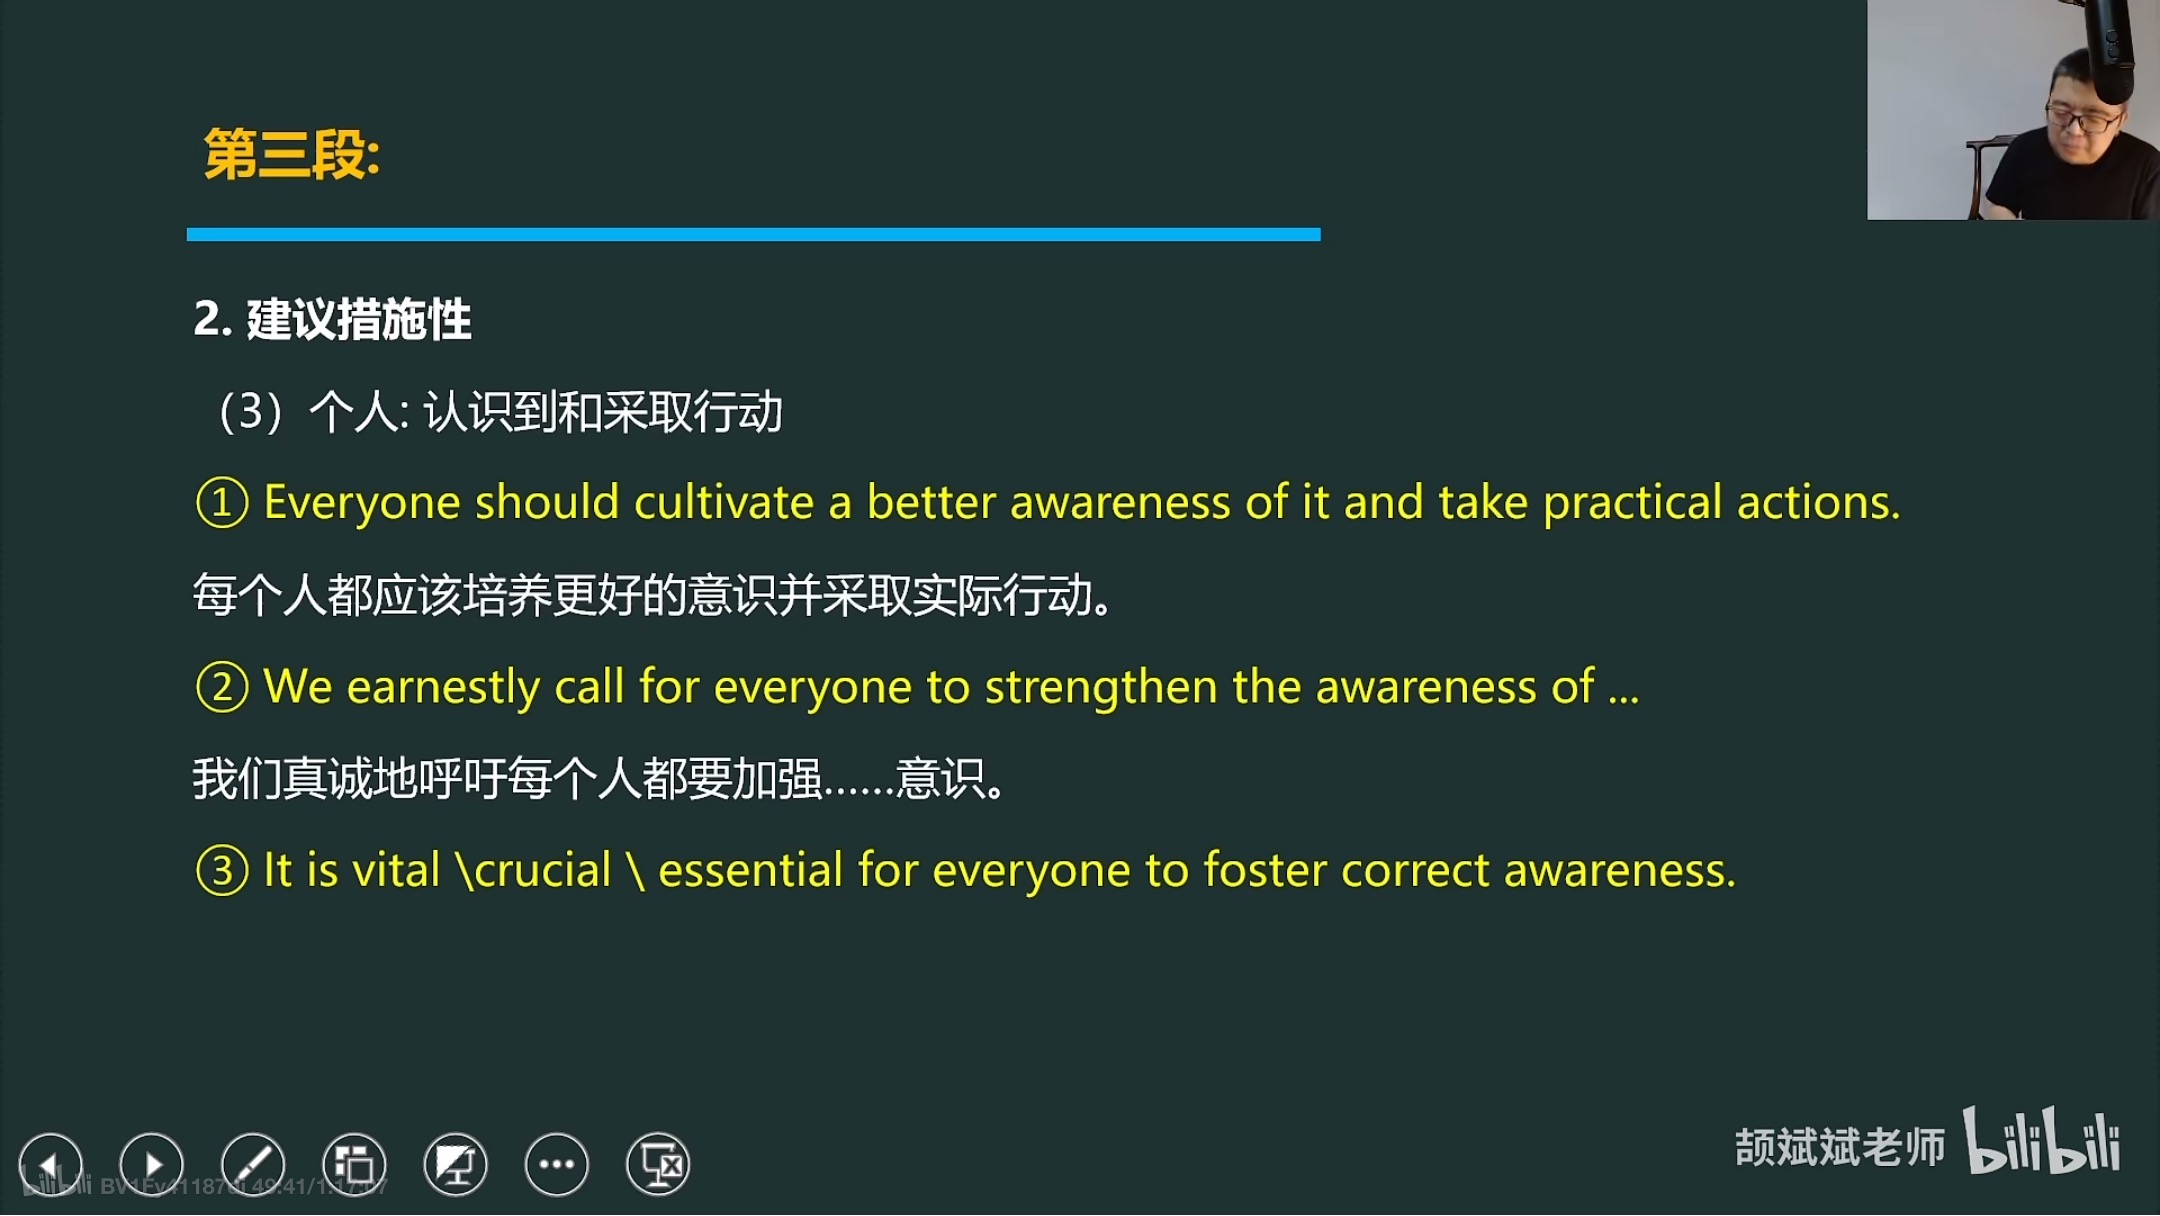 第三段:
2. 建议措施性
（3）个人: 认识到和采取行动
① Everyone should cultivate a better awareness of it and take practical actions.
每个人都应该培养更好的意识并采取实际行动。
② We earnestly call for everyone to strengthen the awareness of ...
我们真诚地呼吁每个人都要加强......意识。
③ It is vital \crucial \ essential for everyone to foster correct awareness.
颉斌斌老师 bilibili
bilibili 49:41/1:17:07